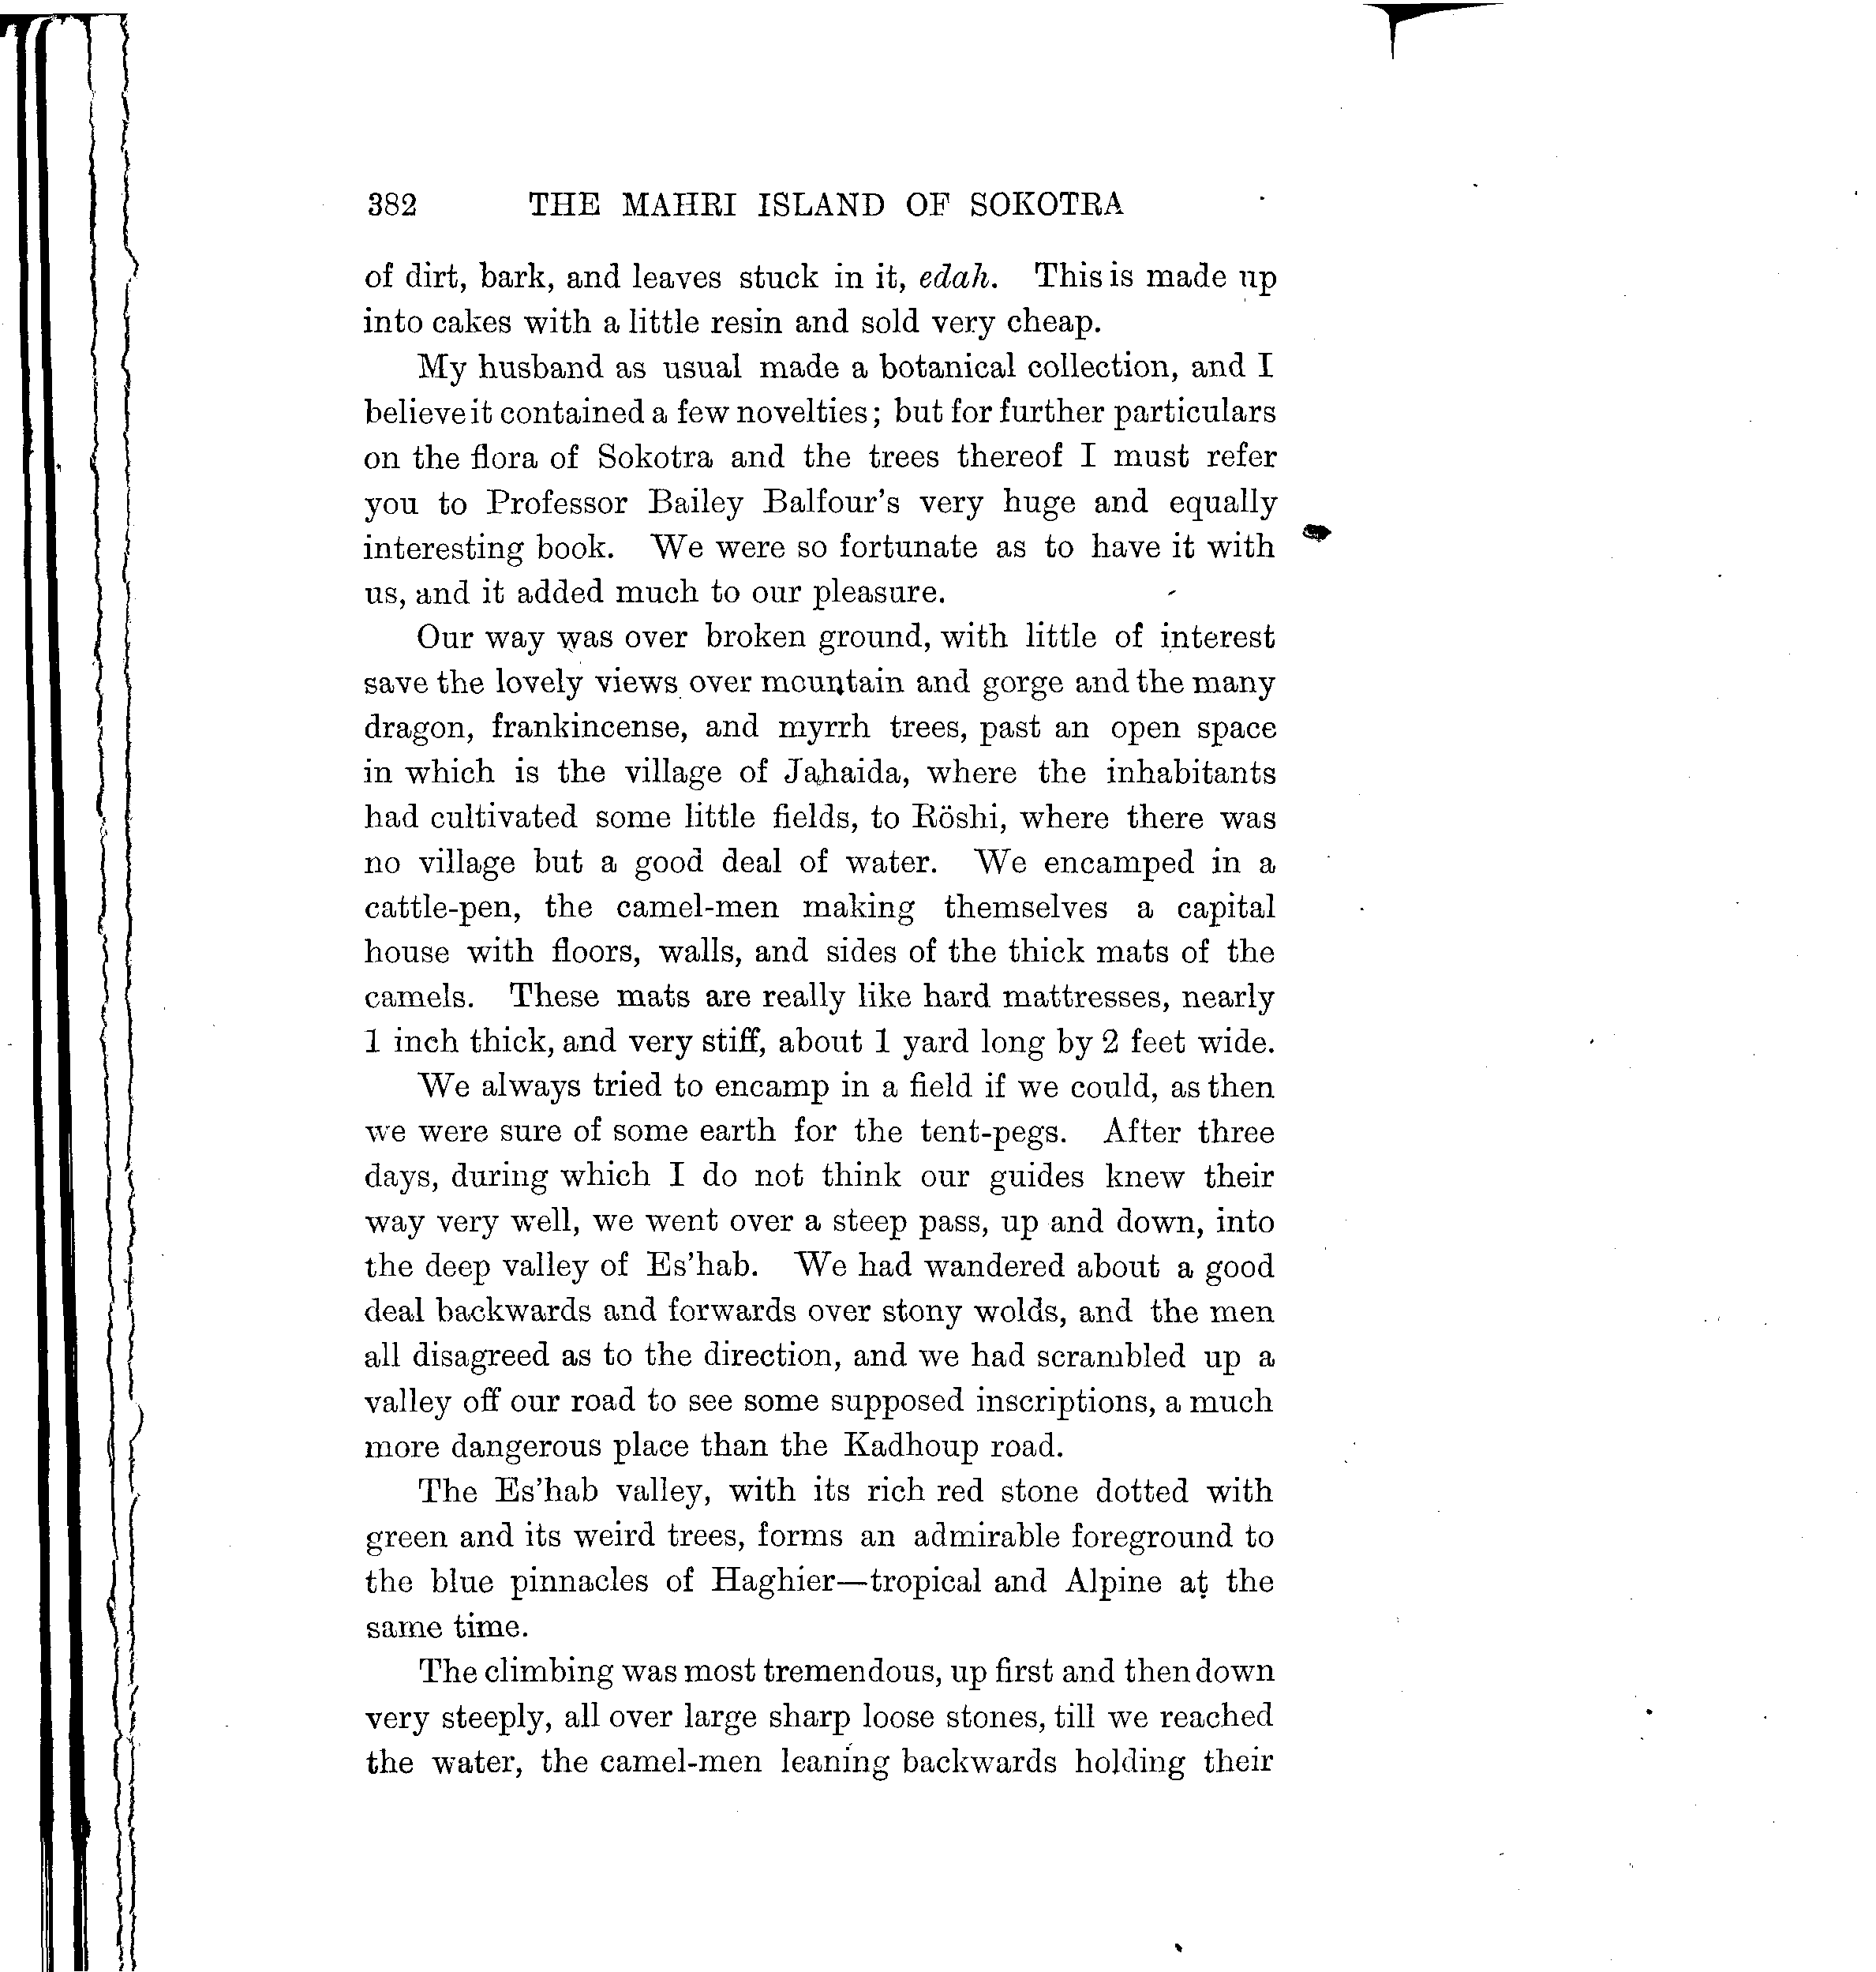 382 THE MAHRI ISLAND OF SOKOTRA
of dirt, bark, and leaves stuck in it, edah. This is made up
into cakes with a little resin and sold very cheap.
My husband as usual made a botanical collection, and I
believe it contained a few novelties; but for further particulars
on the flora of Sokotra and the trees thereof I must refer
you to Professor Bailey Balfour's very huge and equally
interesting book. We were so fortunate as to have it with
us, and it added much to our pleasure.
Our way was over broken ground, with little of interest
save the lovely views over mountain and gorge and the many
dragon, frankincense, and myrrh trees, past an open space
in which is the village of Jahaida, where the inhabitants
had cultivated some little fields, to Röshi, where there was
no village but a good deal of water. We encamped in a
cattle-pen, the camel-men making themselves a capital
house with floors, walls, and sides of the thick mats of the
camels. These mats are really like hard mattresses, nearly
1 inch thick, and very stiff, about 1 yard long by 2 feet wide.
We always tried to encamp in a field if we could, as then
we were sure of some earth for the tent-pegs. After three
days, during which I do not think our guides knew their
way very well, we went over a steep pass, up and down, into
the deep valley of Es'hab. We had wandered about a good
deal backwards and forwards over stony wolds, and the men
all disagreed as to the direction, and we had scrambled up a
valley off our road to see some supposed inscriptions, a much
more dangerous place than the Kadhoup road.
The Es'hab valley, with its rich red stone dotted with
green and its weird trees, forms an admirable foreground to
the blue pinnacles of Haghier—tropical and Alpine at the
same time.
The climbing was most tremendous, up first and then down
very steeply, all over large sharp loose stones, till we reached
the water, the camel-men leaning backwards holding their